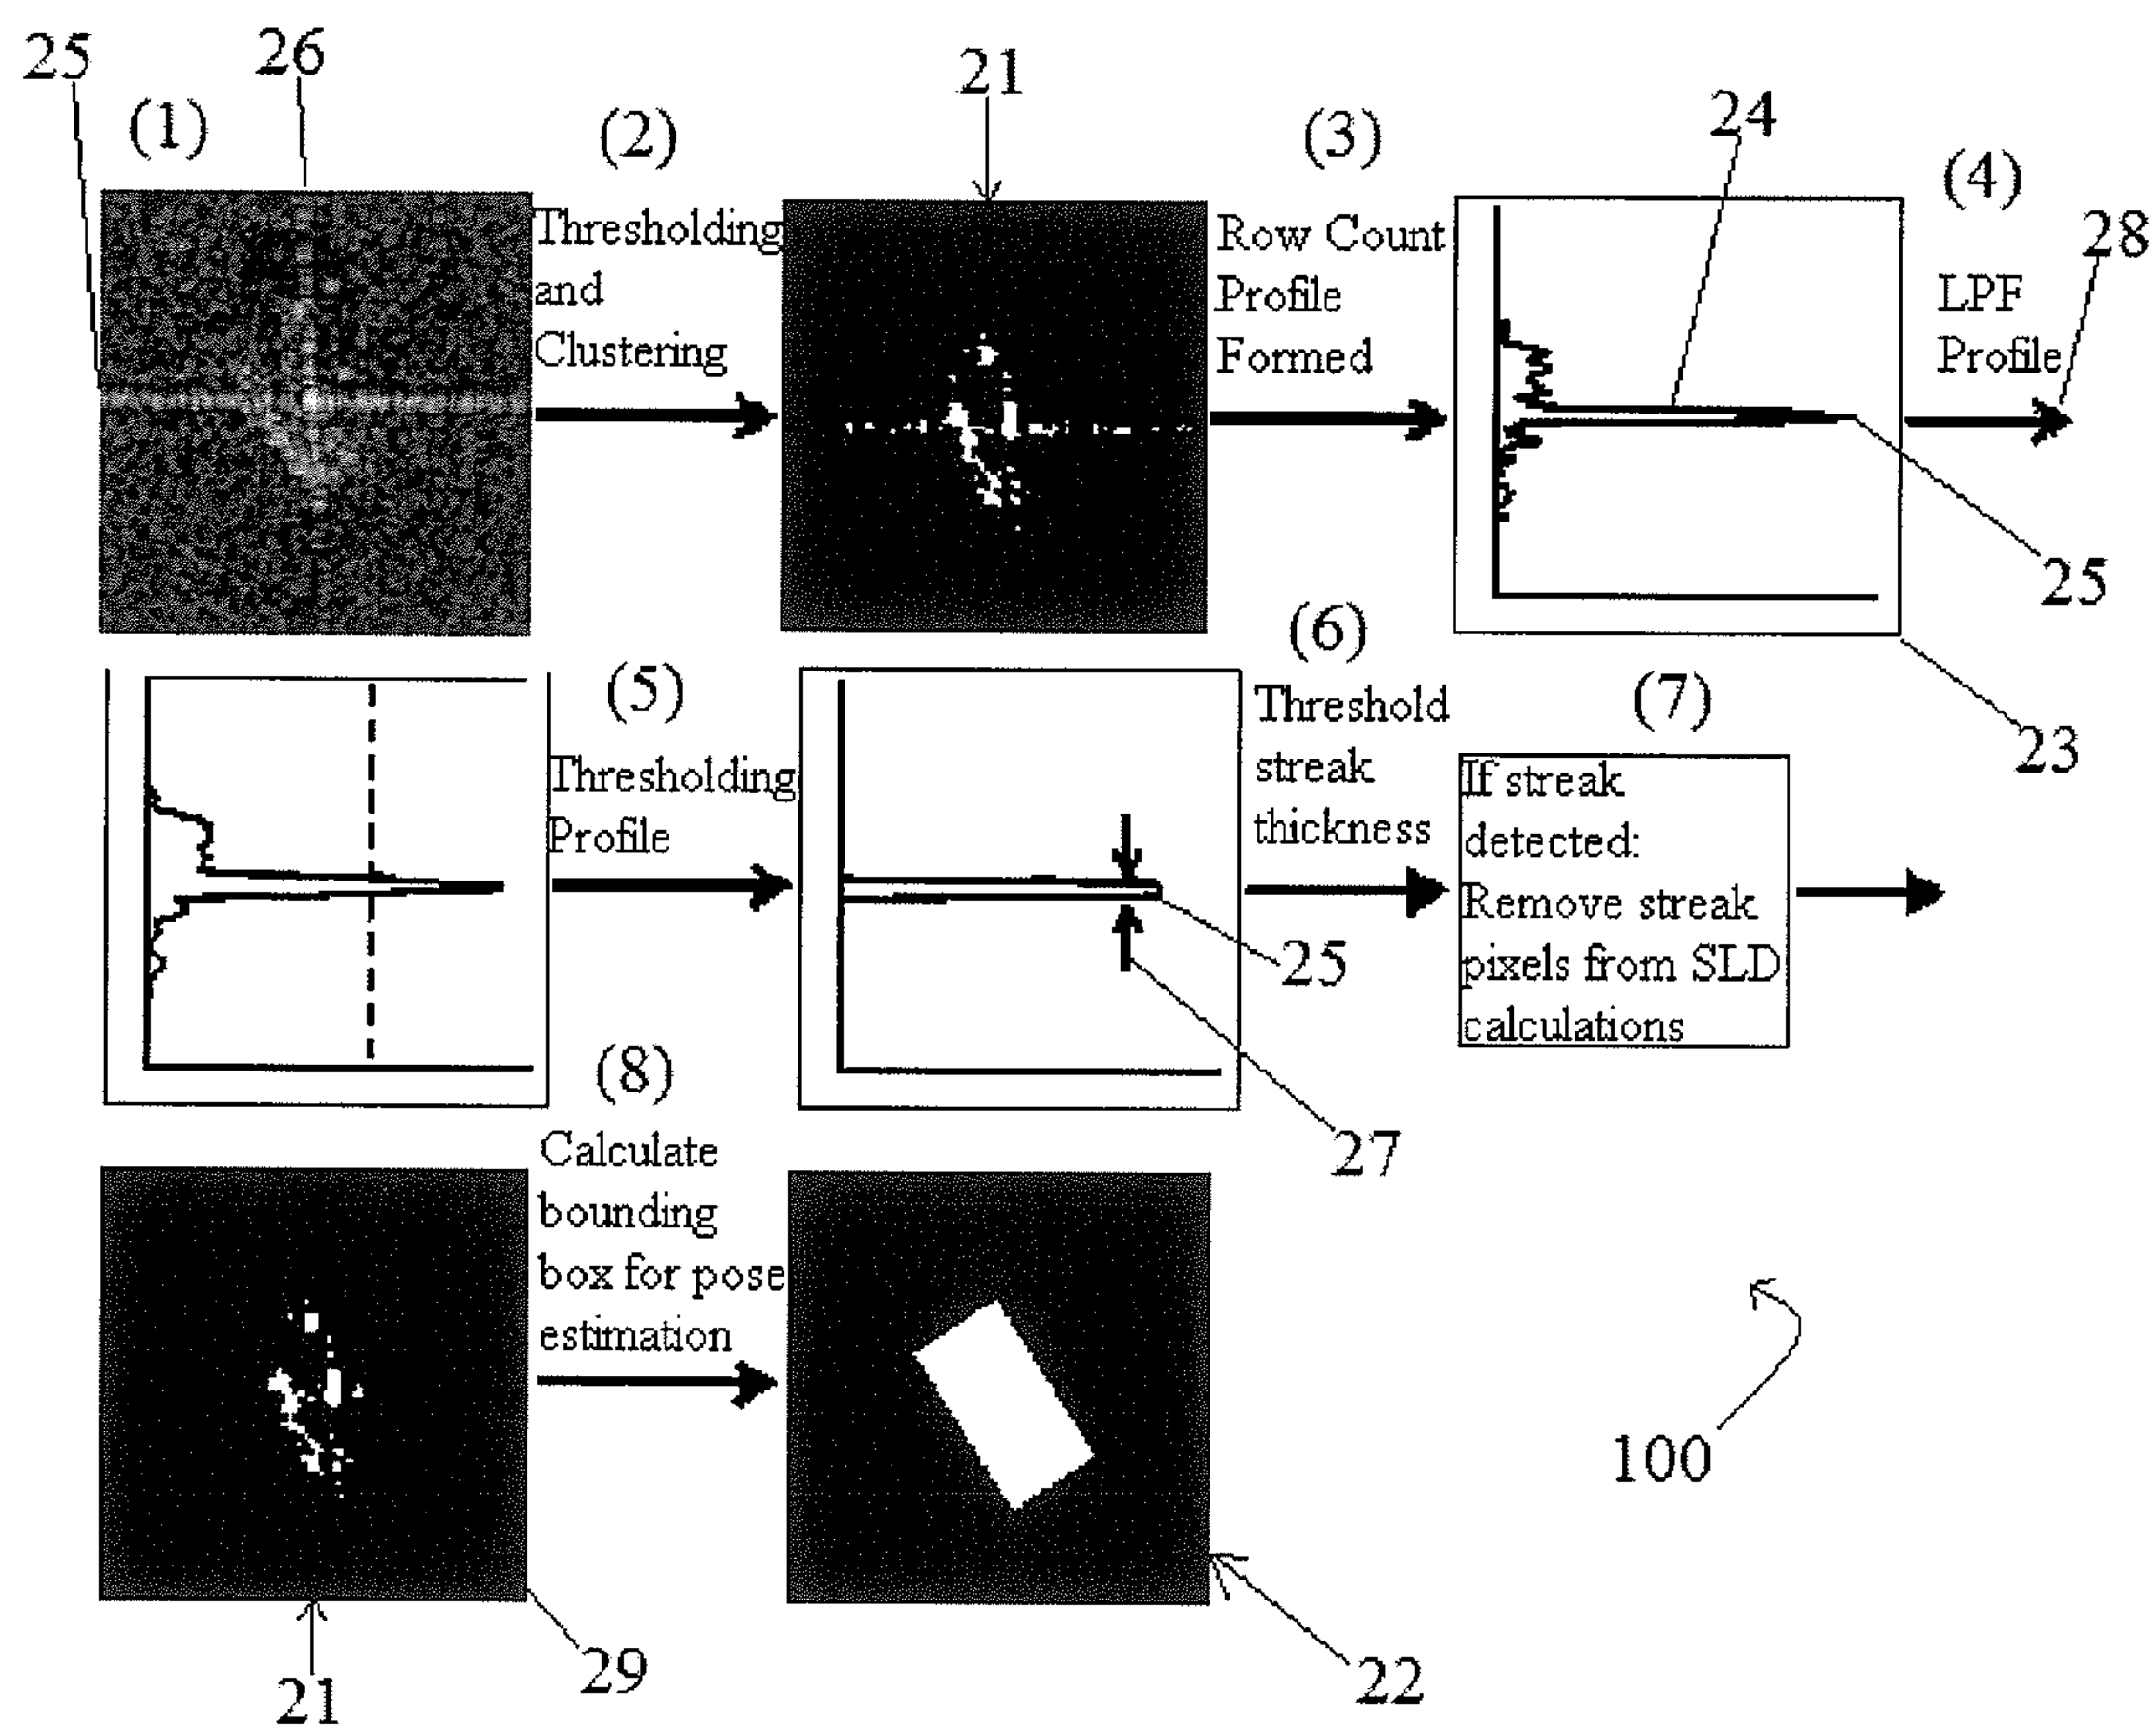 25
26
(1)
(2)
21
(3)
24
(4)
28
Thresholding
and
Clustering
Row Count
Profile
Formed
LPF
Profile
25
23
(5)
Thresholding
Profile
(6)
Threshold
streak
thickness
(7)
If streak
detected:
Remove streak
pixels from SLD
calculations
25
27
(8)
Calculate
bounding
box for pose
estimation
21
29
22
100